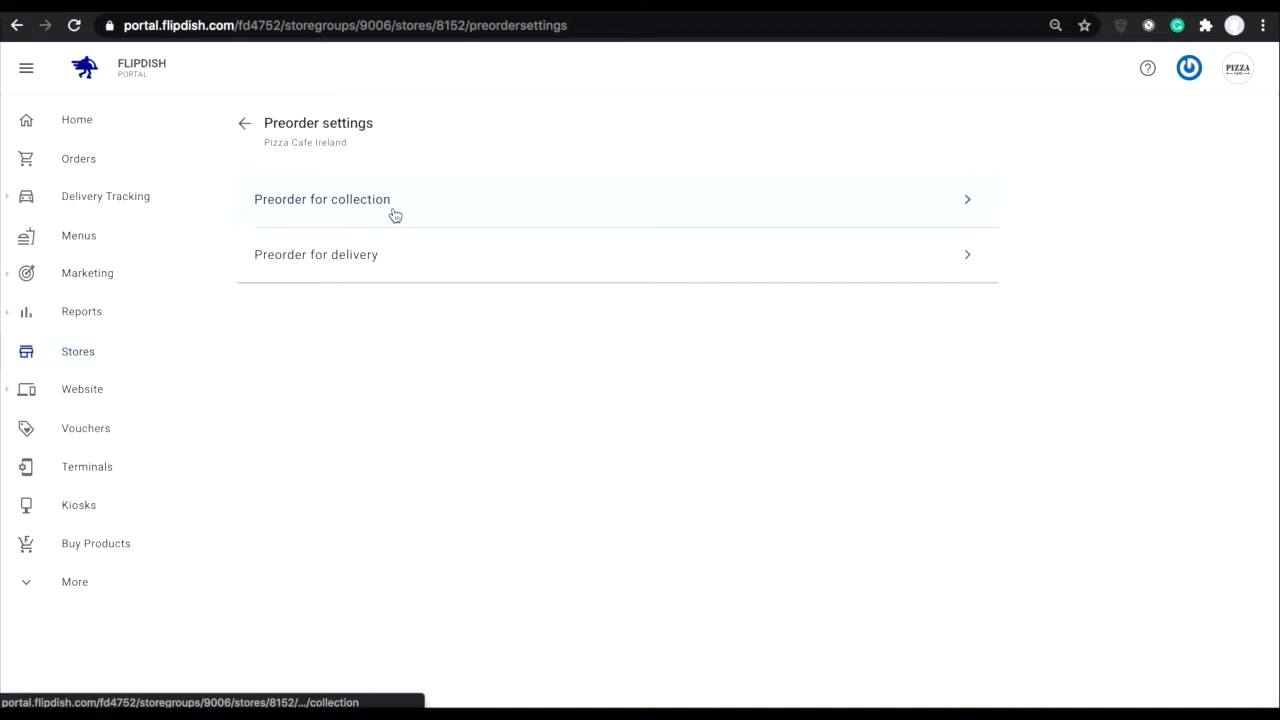 portal.flipdish.com/fd4752/storegroups/9006/stores/8152/preordersettings
FLIPDISH
PORTAL
PIZZA
CAFE
Home
Orders
Delivery Tracking
Menus
Marketing
Reports
Stores
Website
Vouchers
Terminals
Kiosks
Buy Products
More
Preorder settings
Pizza Cafe Ireland
Preorder for collection
Preorder for delivery
portal.flipdish.com/fd4752/storegroups/9006/stores/8152/.../collection